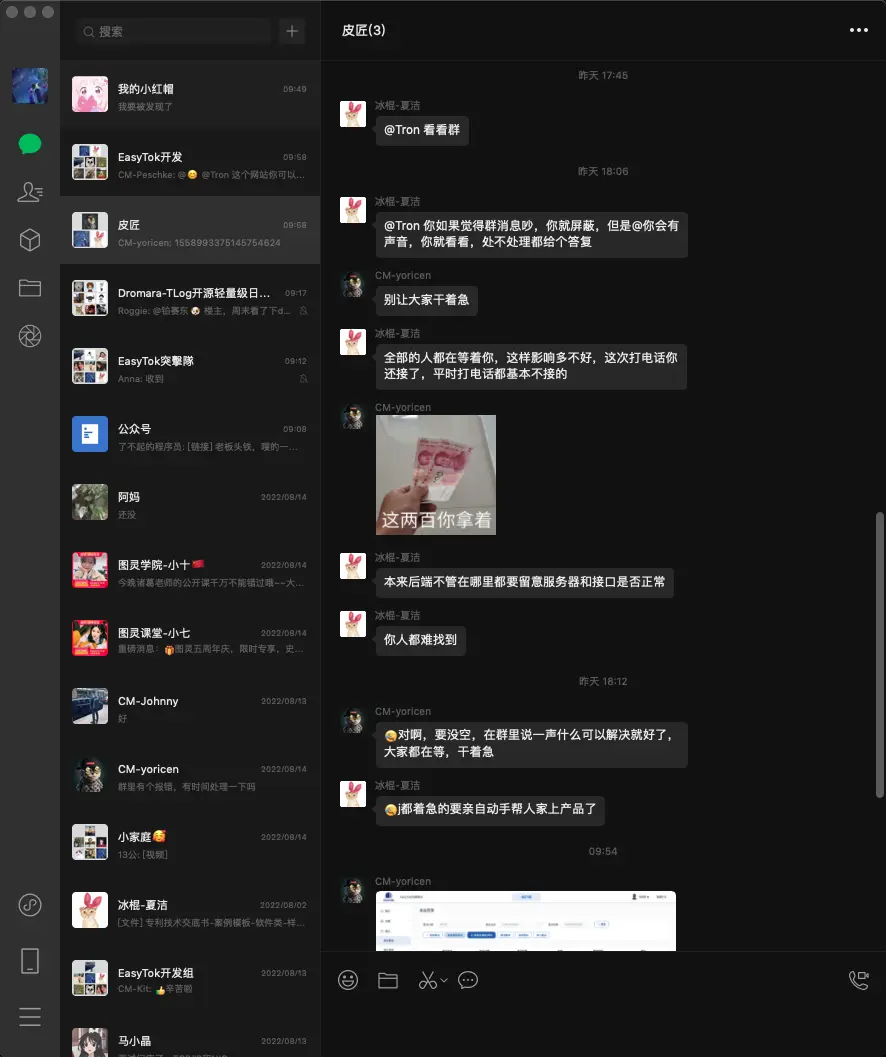 搜索
我的小红帽
09:49
我要被发现了
EasyTok开发
09:58
CM-Peschke: @😊 @Tron 这个网站你可以...
皮匠
09:58
CM-yoricen: 1558993375145754624
Dromara-TLog开源轻量级日...
09:17
Roggie: @铂赛东🐶 楼主，周末看了下d...
EasyTok突擊隊
09:12
Anna: 收到
公众号
09:08
了不起的程序员: [链接] 老板头铁，嘎的一...
阿妈
2022/08/14
还没
图灵学院-小十🇨🇳
2022/08/14
今晚诸葛老师的公开课千万不能错过哦~~大...
图灵课堂-小七
2022/08/14
重磅消息：🎁图灵五周年庆，限时专享，史...
CM-Johnny
2022/08/13
好
CM-yoricen
2022/08/14
群里有个报错，有时间处理一下吗
小家庭🥰
2022/08/14
13公: [视频]
冰棍-夏洁
2022/08/02
[文件] 专利技术交底书-案例模板-软件类-样...
EasyTok开发组
2022/08/13
CM-Kit: 👍辛苦啦
马小晶
2022/08/13
皮匠(3)
昨天 17:45
冰棍-夏洁
@Tron 看看群
昨天 18:06
冰棍-夏洁
@Tron 你如果觉得群消息吵，你就屏蔽，但是@你会有
声音，你就看看，处不处理都给个答复
CM-yoricen
别让大家干着急
冰棍-夏洁
全部的人都在等着你，这样影响多不好，这次打电话你
还接了，平时打电话都基本不接的
CM-yoricen
这两百你拿着
冰棍-夏洁
本来后端不管在哪里都要留意服务器和接口是否正常
冰棍-夏洁
你人都难找到
昨天 18:12
CM-yoricen
🤣对啊，要没空，在群里说一声什么可以解决就好了，
大家都在等，干着急
冰棍-夏洁
🤣j都着急的要亲自动手帮人家上产品了
09:54
CM-yoricen